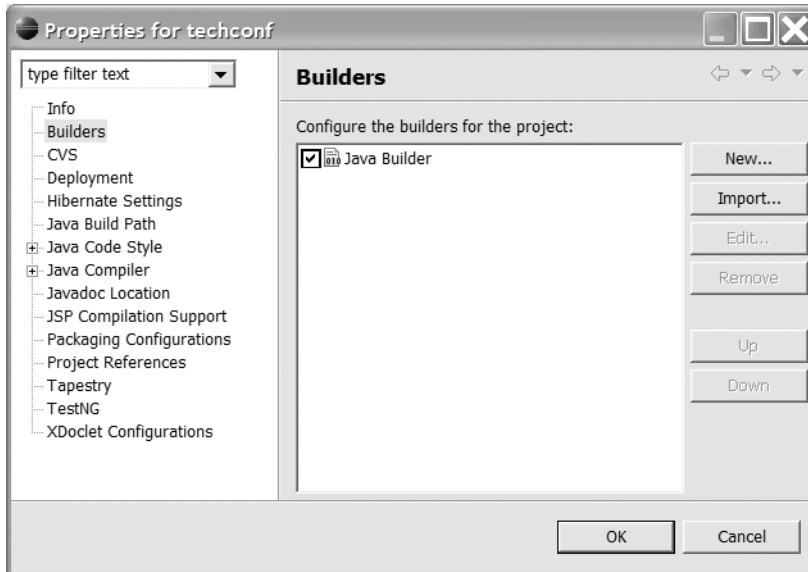 Properties for techconf
type filter text
Info
Builders
CVS
Deployment
Hibernate Settings
Java Build Path
Java Code Style
Java Compiler
Javadoc Location
JSP Compilation Support
Packaging Configurations
Project References
Tapestry
TestNG
XDoclet Configurations
Builders
Configure the builders for the project:
010 Java Builder
New...
Import...
Edit...
Remove
Up
Down
OK
Cancel